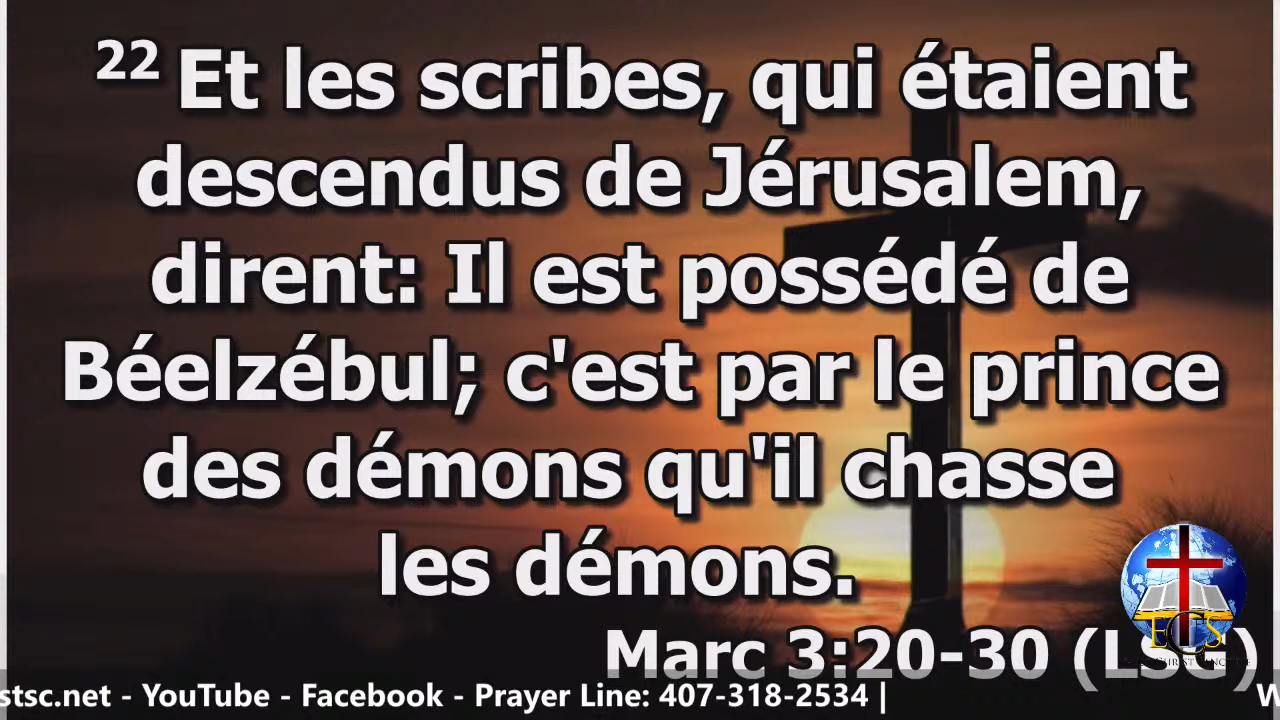 22 Et les scribes, qui étaient
descendus de Jérusalem,
dirent: Il est possédé de
Béelzébul; c'est par le prince
des démons qu'il chasse
les démons.
Marc 3:20-30 (LSG)
ECS
stsc.net - YouTube - Facebook - Prayer Line: 407-318-2534 |